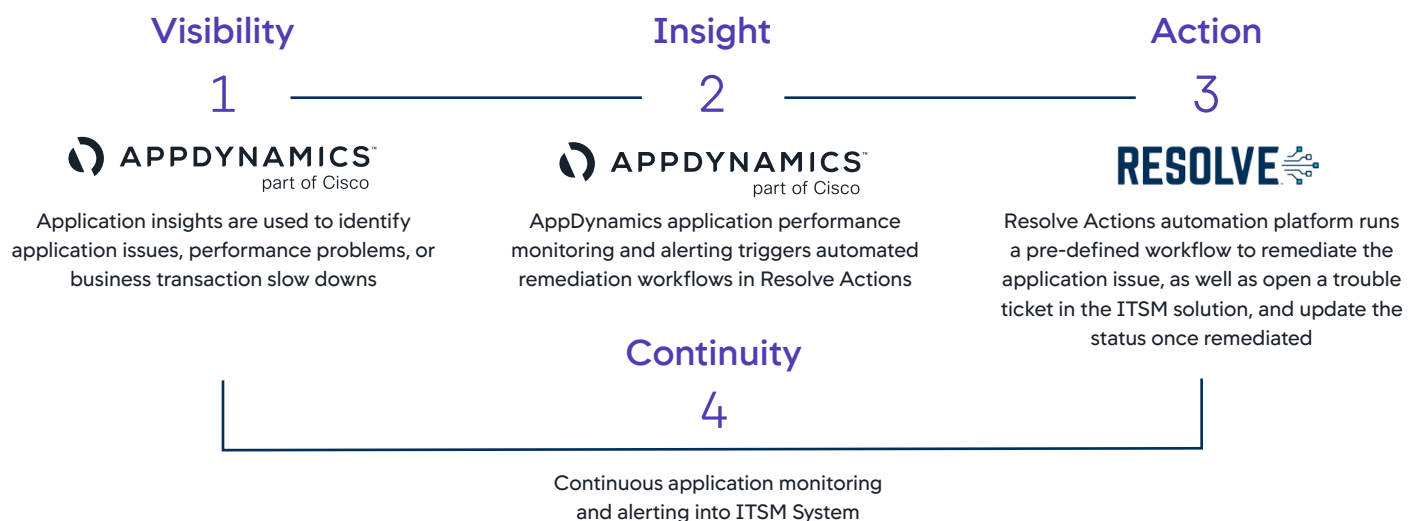 Visibility
1
APPDYNAMICS™
part of Cisco
Application insights are used to identify
application issues, performance problems, or
business transaction slow downs
Insight
2
APPDYNAMICS™
part of Cisco
AppDynamics application performance
monitoring and alerting triggers automated
remediation workflows in Resolve Actions
Action
3
RESOLVE
Resolve Actions automation platform runs
a pre-defined workflow to remediate the
application issue, as well as open a trouble
ticket in the ITSM solution, and update the
status once remediated
Continuity
4
Continuous application monitoring
and alerting into ITSM System